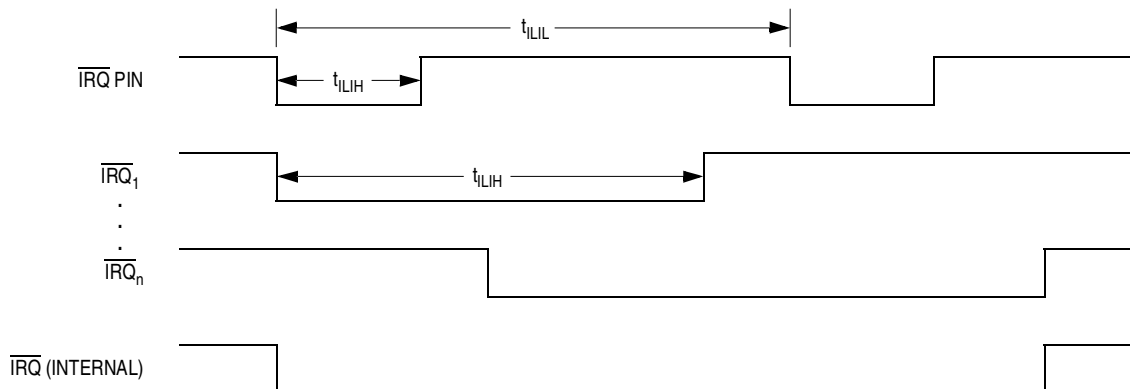 tILIL
IRQ PIN
tILIH
IRQ1
tILIH
.
.
.
IRQn
IRQ (INTERNAL)